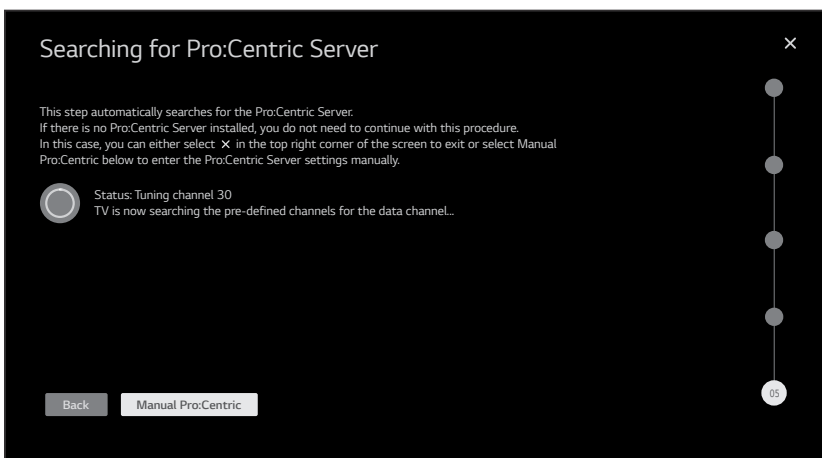 Searching for Pro:Centric Server
×
This step automatically searches for the Pro:Centric Server.
If there is no Pro:Centric Server installed, you do not need to continue with this procedure.
In this case, you can either select × in the top right corner of the screen to exit or select Manual
Pro:Centric below to enter the Pro:Centric Server settings manually.
Status: Tuning channel 30
TV is now searching the pre-defined channels for the data channel...
Back
Manual Pro:Centric
05